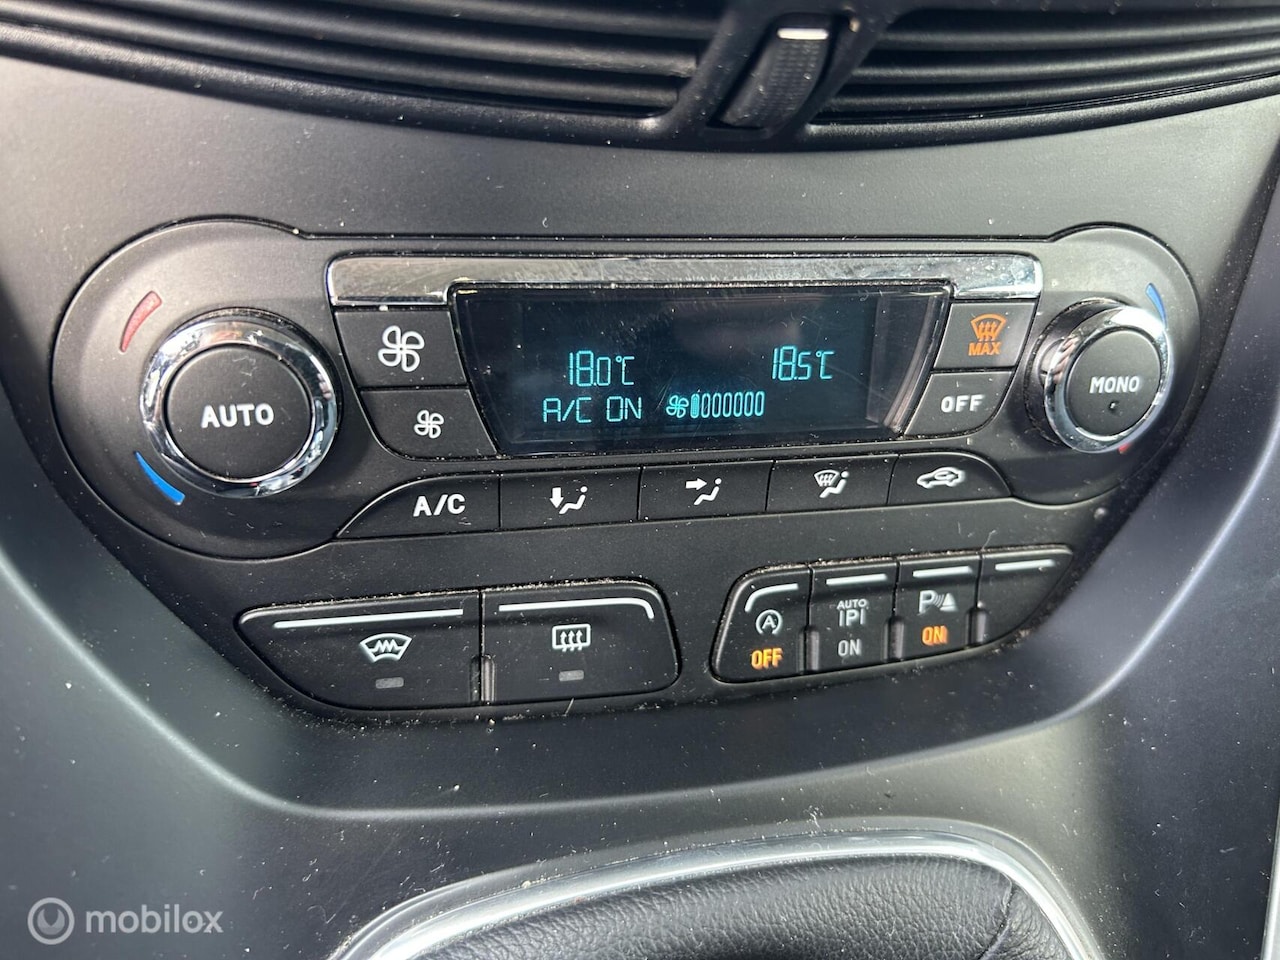 18.0°C 18.5°C
A/C ON
MAX
AUTO
MONO
OFF
A/C
A
OFF
AUTO
IPI
ON
P
ON
mobilox